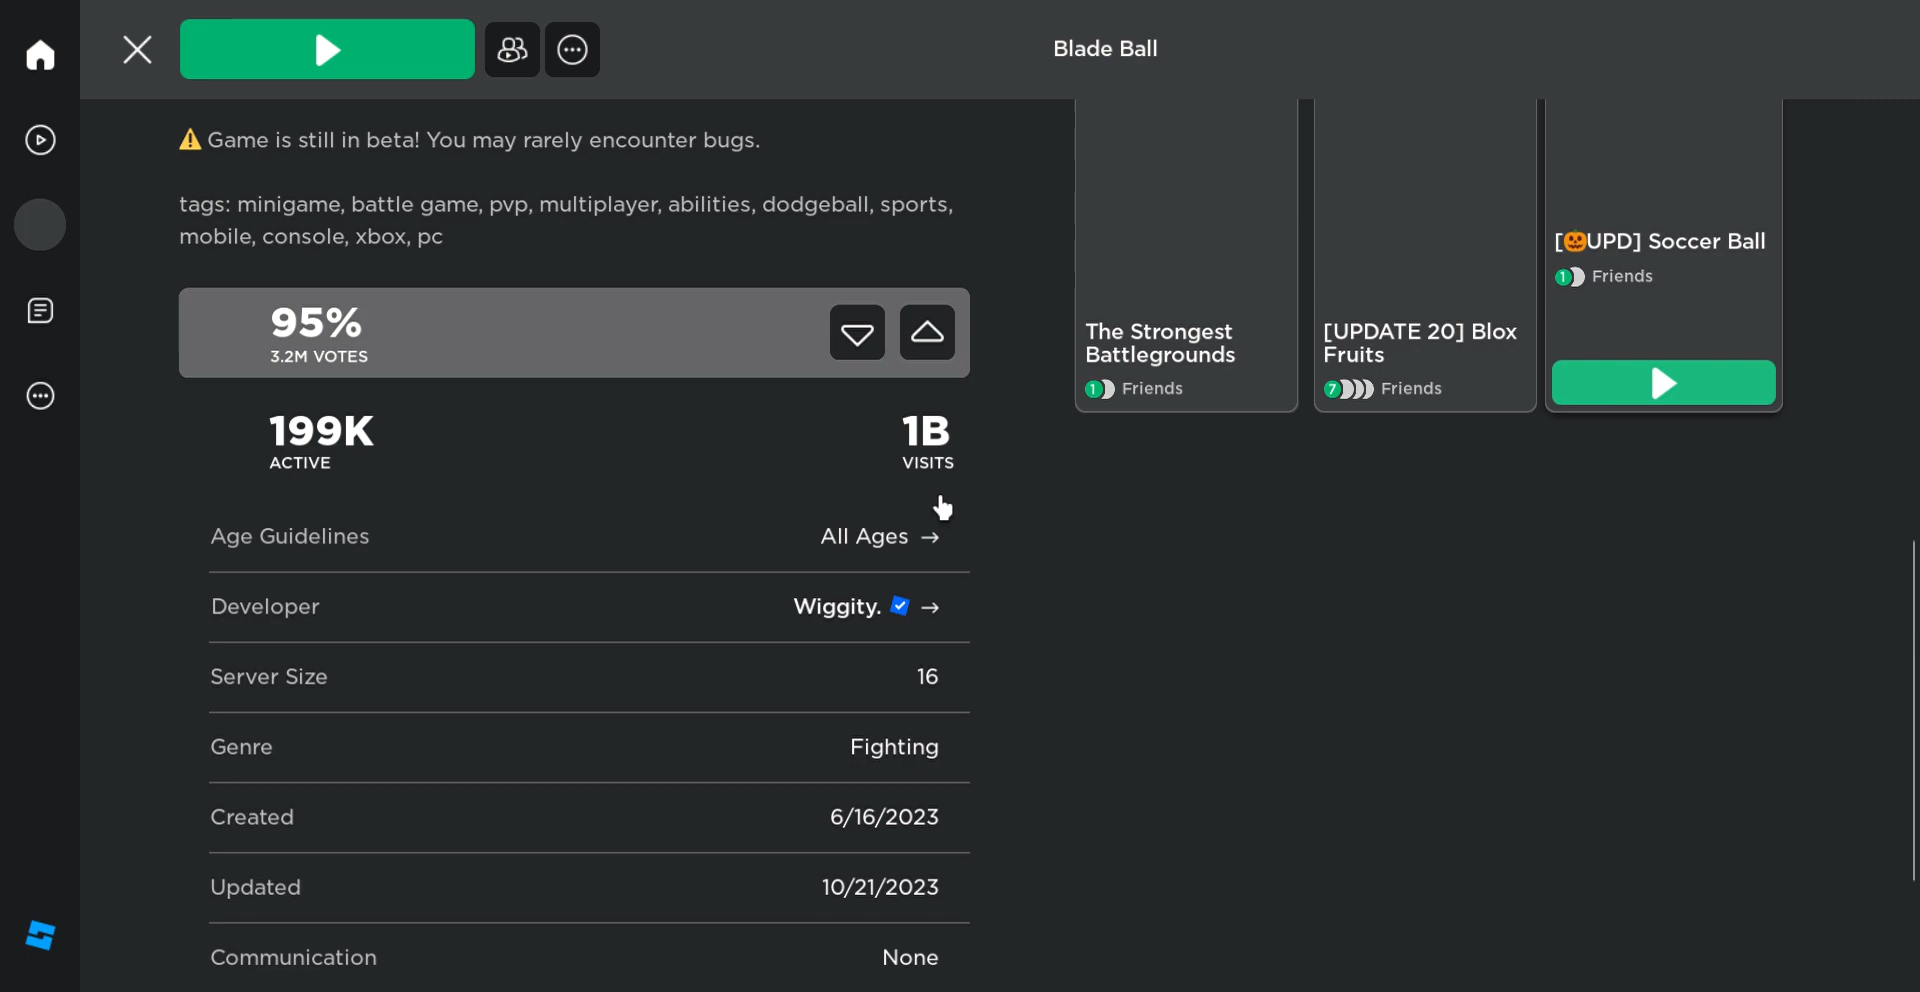 Blade Ball
⚠️ Game is still in beta! You may rarely encounter bugs.
tags: minigame, battle game, pvp, multiplayer, abilities, dodgeball, sports,
mobile, console, xbox, pc
95%
3.2M VOTES
199K
ACTIVE
1B
VISITS
Age Guidelines
All Ages →
Developer
Wiggity. →
Server Size
16
Genre
Fighting
Created
6/16/2023
Updated
10/21/2023
Communication
None
The Strongest
Battlegrounds
1 Friends
[UPDATE 20] Blox
Fruits
7 Friends
[🎃UPD] Soccer Ball
1 Friends